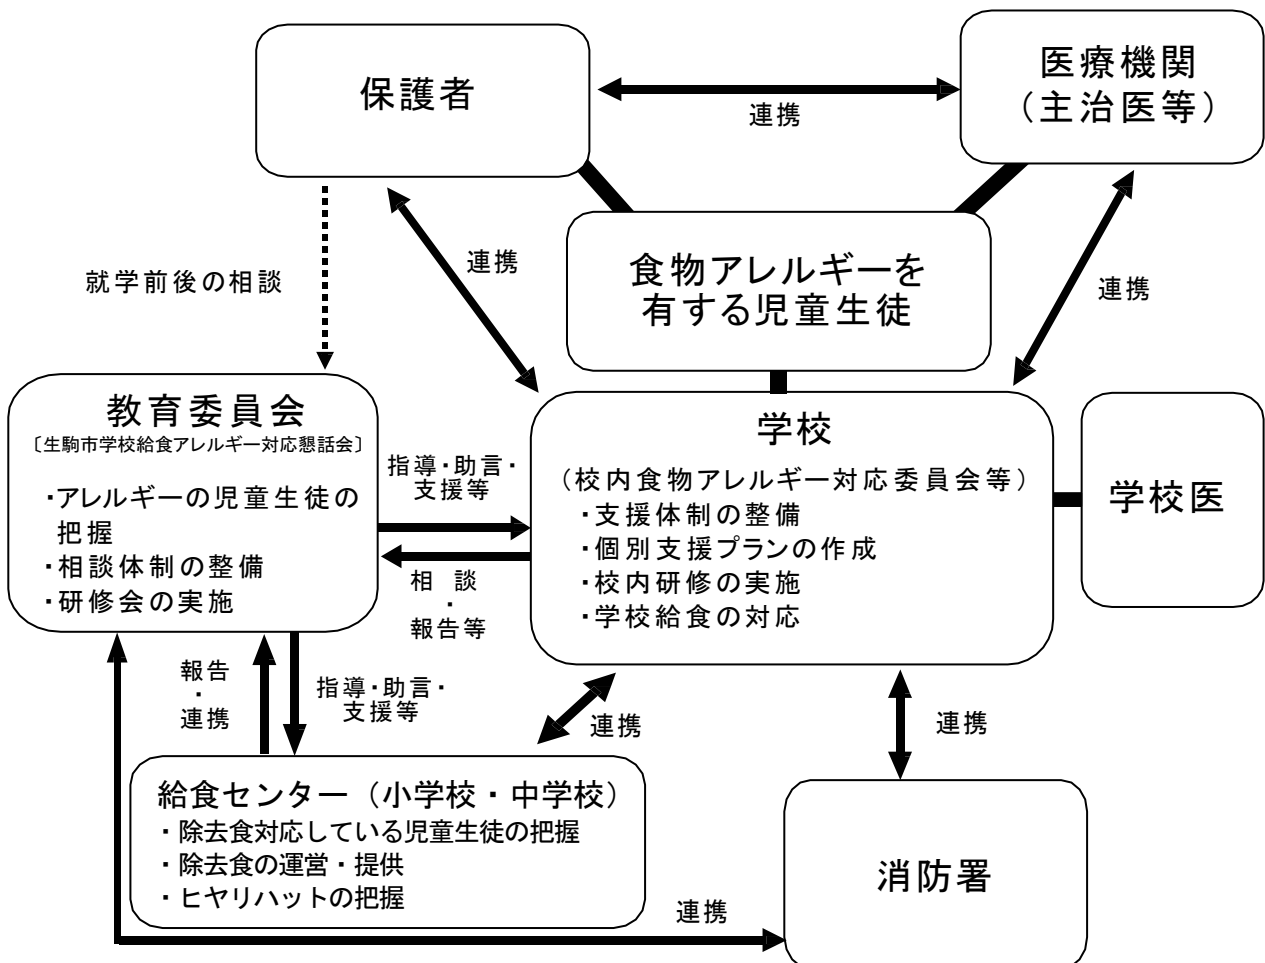 保護者
医療機関
（主治医等）
連携
食物アレルギーを
有する児童生徒
連携
連携
就学前後の相談
教育委員会
〔生駒市学校給食アレルギー対応懇話会〕
・アレルギーの児童生徒の
把握
・相談体制の整備
・研修会の実施
指導・助言・
支援等
相　談
・
報告等
学校
（校内食物アレルギー対応委員会等）
・支援体制の整備
・個別支援プランの作成
・校内研修の実施
・学校給食の対応
学校医
報告
・
連携
指導・助言・
支援等
連携
連携
給食センター（小学校・中学校）
・除去食対応している児童生徒の把握
・除去食の運営・提供
・ヒヤリハットの把握
消防署
連携